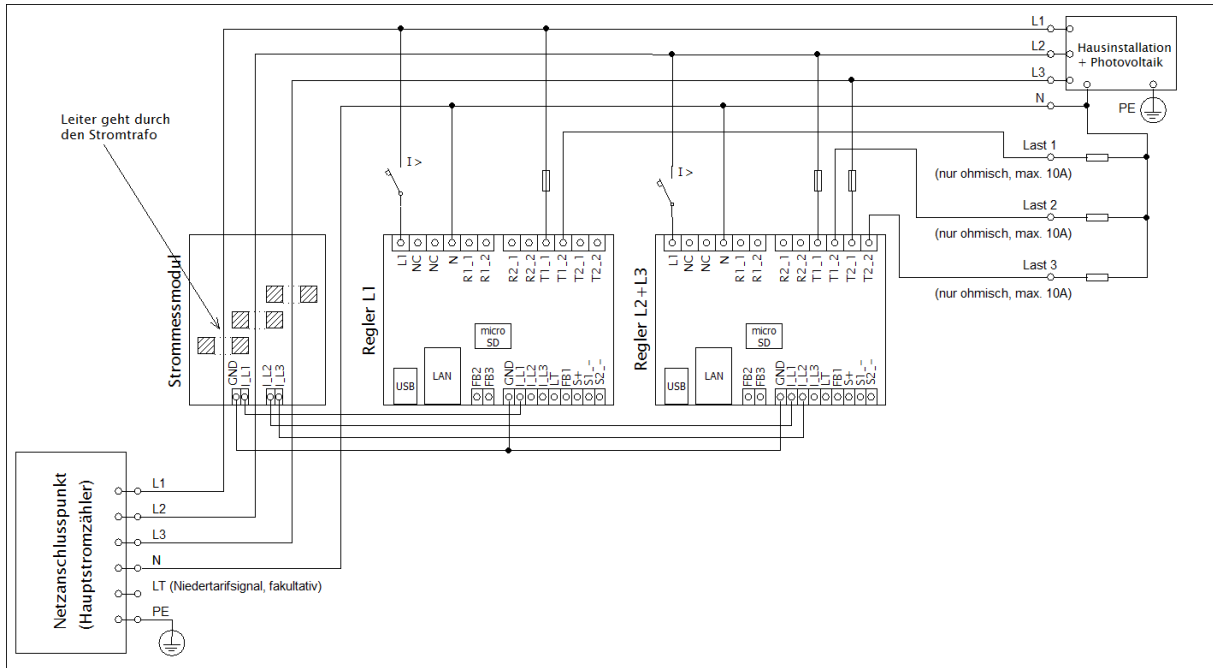 L1
L2
L3
N
Hausinstallation
+ Photovoltaik
PE
Leiter geht durch
den Stromtrafo
I >
I >
Last 1
(nur ohmisch, max. 10A)
Last 2
(nur ohmisch, max. 10A)
Last 3
(nur ohmisch, max. 10A)
Strommessmodul
GND
I_L1
I_L2
I_L3
Regler L1
L1
NC
NC
N
R1_1
R1_2
R2_1
R2_2
T1_1
T1_2
T2_1
T2_2
micro
SD
USB
LAN
FB2
FB3
GND
I_L1
I_L2
I_L3
LT
FB1
S+
S1_-
S2_-
Regler L2+L3
L1
NC
NC
N
R1_1
R1_2
R2_1
R2_2
T1_1
T1_2
T2_1
T2_2
micro
SD
USB
LAN
FB2
FB3
GND
I_L1
I_L2
I_L3
LT
FB1
S+
S1_-
S2_-
Netzanschlusspunkt
(Hauptstromzähler)
L1
L2
L3
N
LT (Niedertarifsignal, fakultativ)
PE